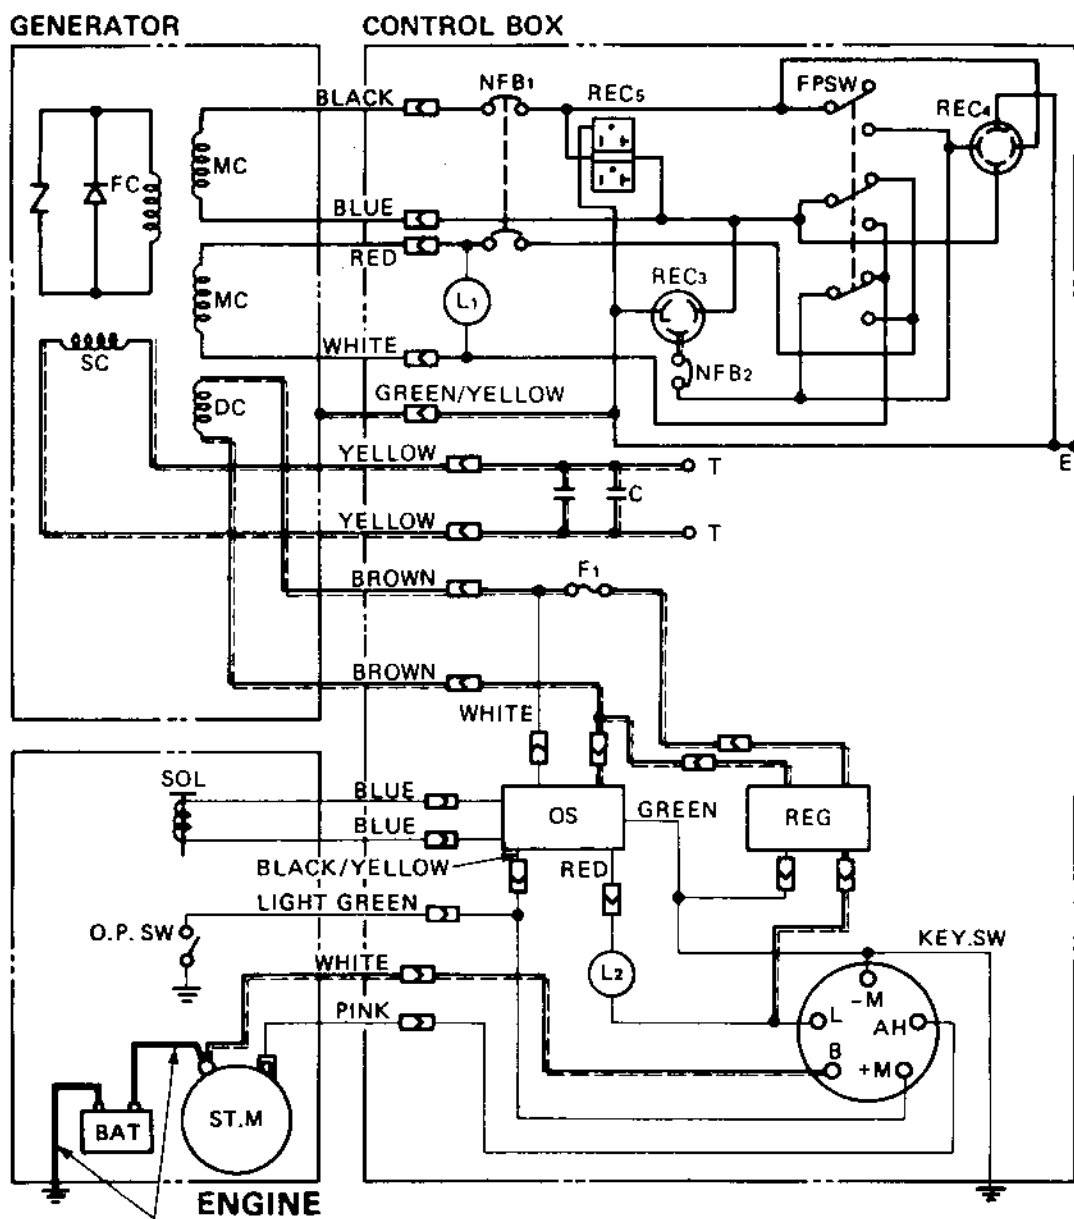 GENERATOR
CONTROL BOX
BLACK
NFB1
REC5
FPSW
REC4
FC
MC
BLUE
RED
REC3
L1
MC
WHITE
NFB2
SC
GREEN/YELLOW
DC
YELLOW
T
E
C
YELLOW
T
BROWN
F1
BROWN
WHITE
SOL
BLUE
OS
GREEN
REG
BLUE
BLACK/YELLOW
RED
LIGHT GREEN
O.P. SW
KEY.SW
WHITE
L2
-M
PINK
L
AH
B
+M
BAT
ST.M
ENGINE